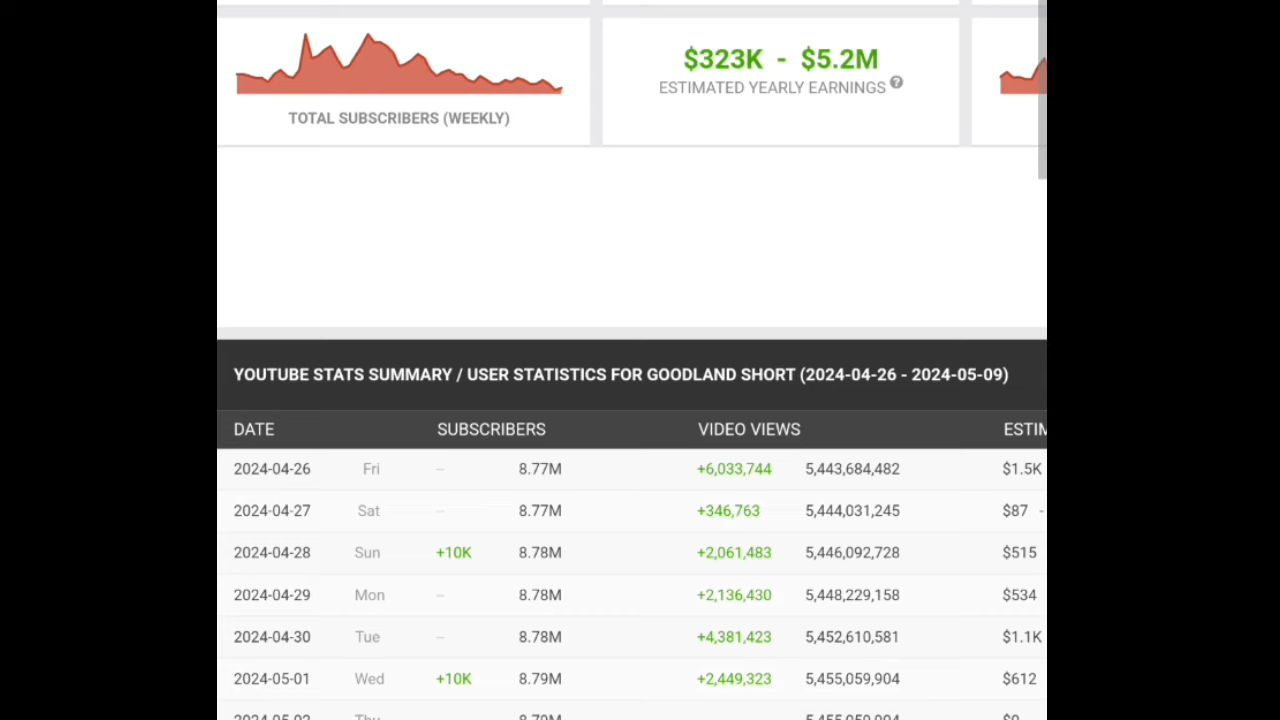 $323K - $5.2M
ESTIMATED YEARLY EARNINGS ?
TOTAL SUBSCRIBERS (WEEKLY)
YOUTUBE STATS SUMMARY / USER STATISTICS FOR GOODLAND SHORT (2024-04-26 - 2024-05-09)
DATE SUBSCRIBERS VIDEO VIEWS ESTIM
2024-04-26 Fri -- 8.77M +6,033,744 5,443,684,482 $1.5K
2024-04-27 Sat -- 8.77M +346,763 5,444,031,245 $87 -
2024-04-28 Sun +10K 8.78M +2,061,483 5,446,092,728 $515
2024-04-29 Mon -- 8.78M +2,136,430 5,448,229,158 $534
2024-04-30 Tue -- 8.78M +4,381,423 5,452,610,581 $1.1K
2024-05-01 Wed +10K 8.79M +2,449,323 5,455,059,904 $612